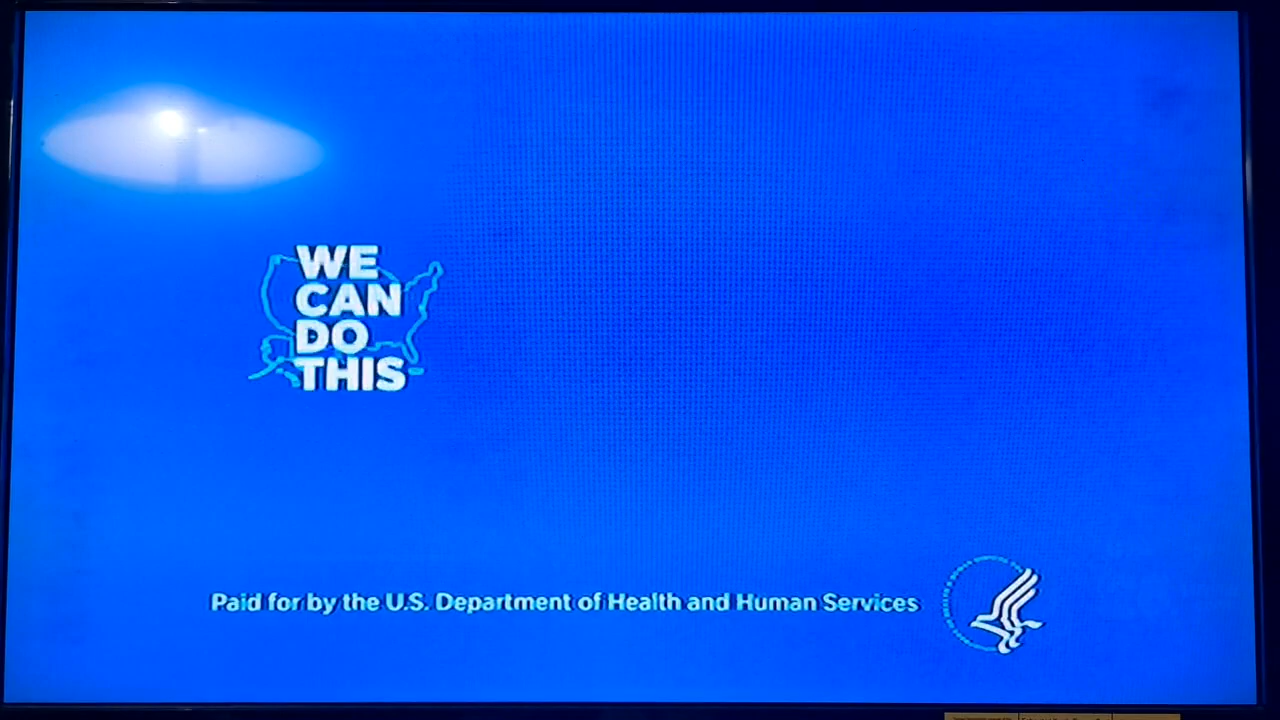 WE
CAN
DO
THIS
Paid for by the U.S. Department of Health and Human Services